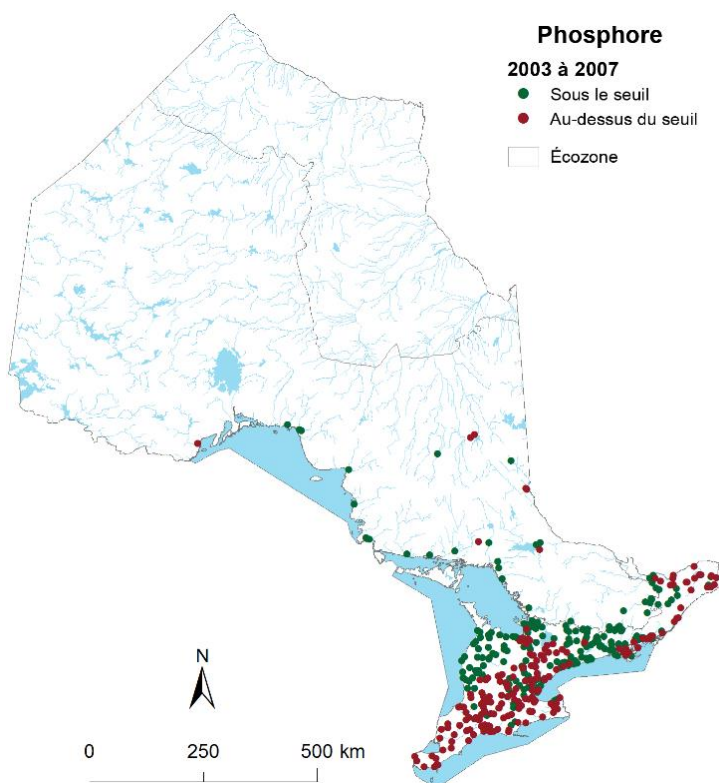 Phosphore
2003 à 2007
Sous le seuil
Au-dessus du seuil
Écozone
N
0 250 500 km